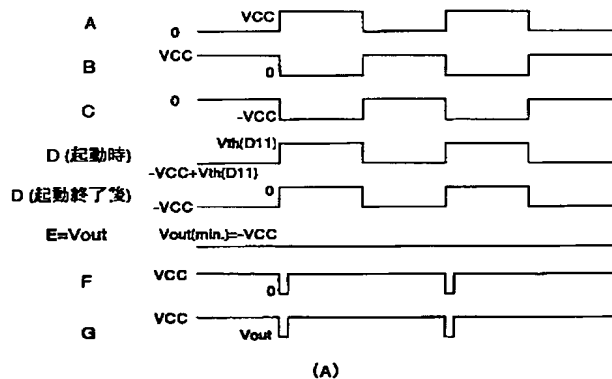 A VCC
0
B VCC
0
C 0
-VCC
D (起動時) Vth(D11)
-VCC+Vth(D11)
D (起動終了後) 0
-VCC
E=Vout Vout(min.)=-VCC
F VCC
0
G VCC
Vout
(A)